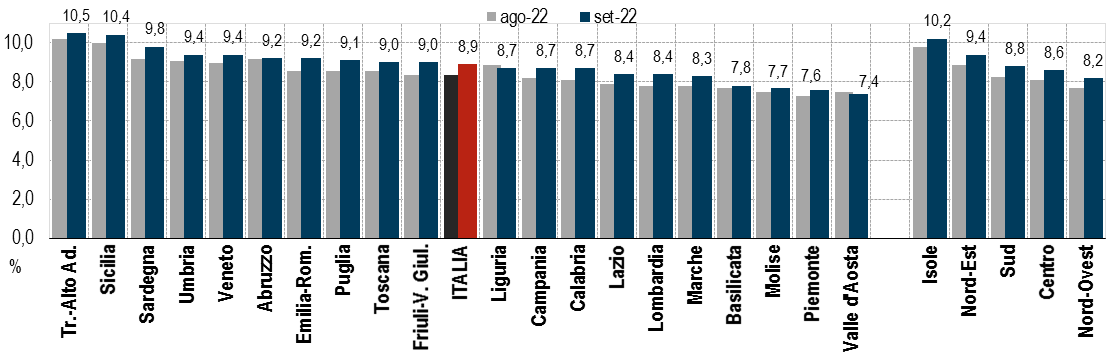 ago-22 set-22
10,5 10,4 9,8 9,4 9,4 9,2 9,2 9,1 9,0 9,0 8,9 8,7 8,7 8,7 8,4 8,4 8,3 7,8 7,7 7,6 7,4 10,2 9,4 8,8 8,6 8,2
10,0
8,0
6,0
4,0
2,0
0,0
%
Tr.-Alto Ad.
Sicilia
Sardegna
Umbria
Veneto
Abruzzo
Emilia-Rom.
Puglia
Toscana
Friuli-V. Giul.
ITALIA
Liguria
Campania
Calabria
Lazio
Lombardia
Marche
Basilicata
Molise
Piemonte
Valle d'Aosta
Isole
Nord-Est
Sud
Centro
Nord-Ovest